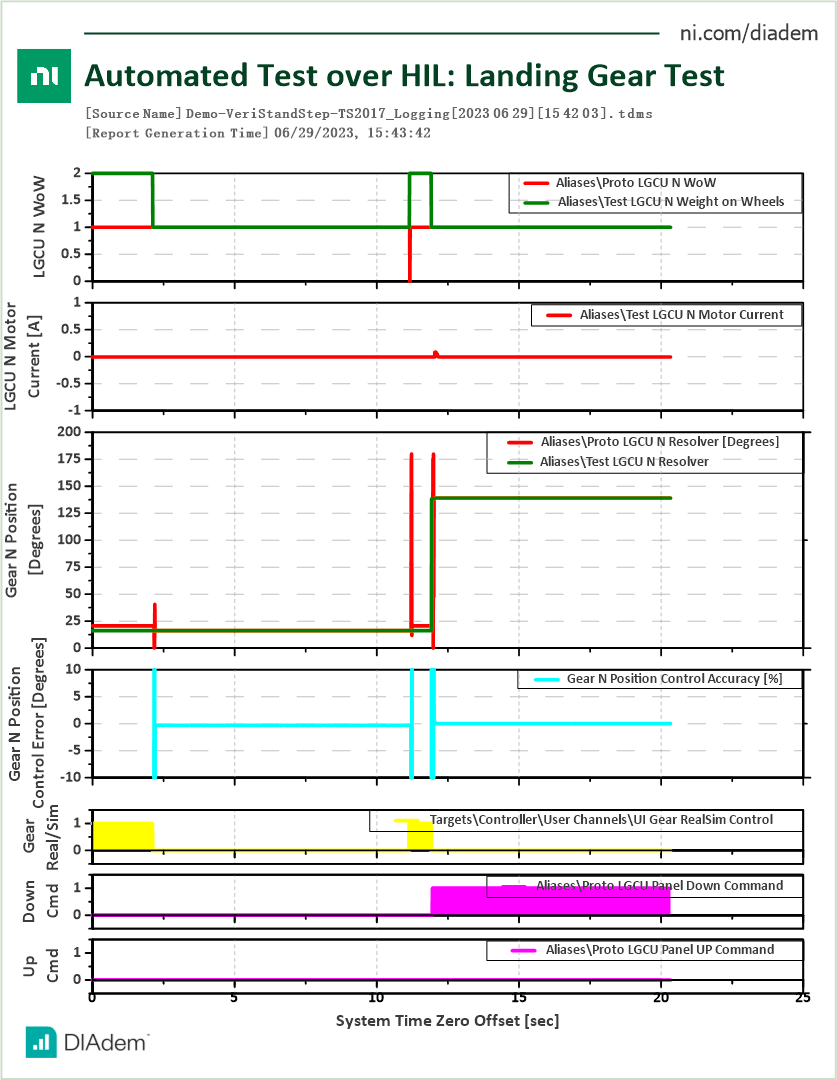 ni.com/diadem
ni
Automated Test over HIL: Landing Gear Test
[Source Name] Demo-VeriStandStep-TS2017_Logging[2023 06 29][15 42 03].tdms
[Report Generation Time] 06/29/2023, 15:43:42
LGCU N WoW
2
1.5
1
0.5
0
Aliases\Proto LGCU N WoW
Aliases\Test LGCU N Weight on Wheels
LGCU N Motor
Current [A]
1
0.5
0
-0.5
-1
Aliases\Test LGCU N Motor Current
Gear N Position
[Degrees]
200
175
150
125
100
75
50
25
0
Aliases\Proto LGCU N Resolver [Degrees]
Aliases\Test LGCU N Resolver
Gear N Position
Control Error [Degrees]
10
5
0
-5
-10
Gear N Position Control Accuracy [%]
Gear
Real/Sim
1
0
Targets\Controller\User Channels\UI Gear RealSim Control
Down
Cmd
1
0
Aliases\Proto LGCU Panel Down Command
Up
Cmd
1
0
Aliases\Proto LGCU Panel UP Command
0 5 10 15 20 25
System Time Zero Offset [sec]
DIAdem™